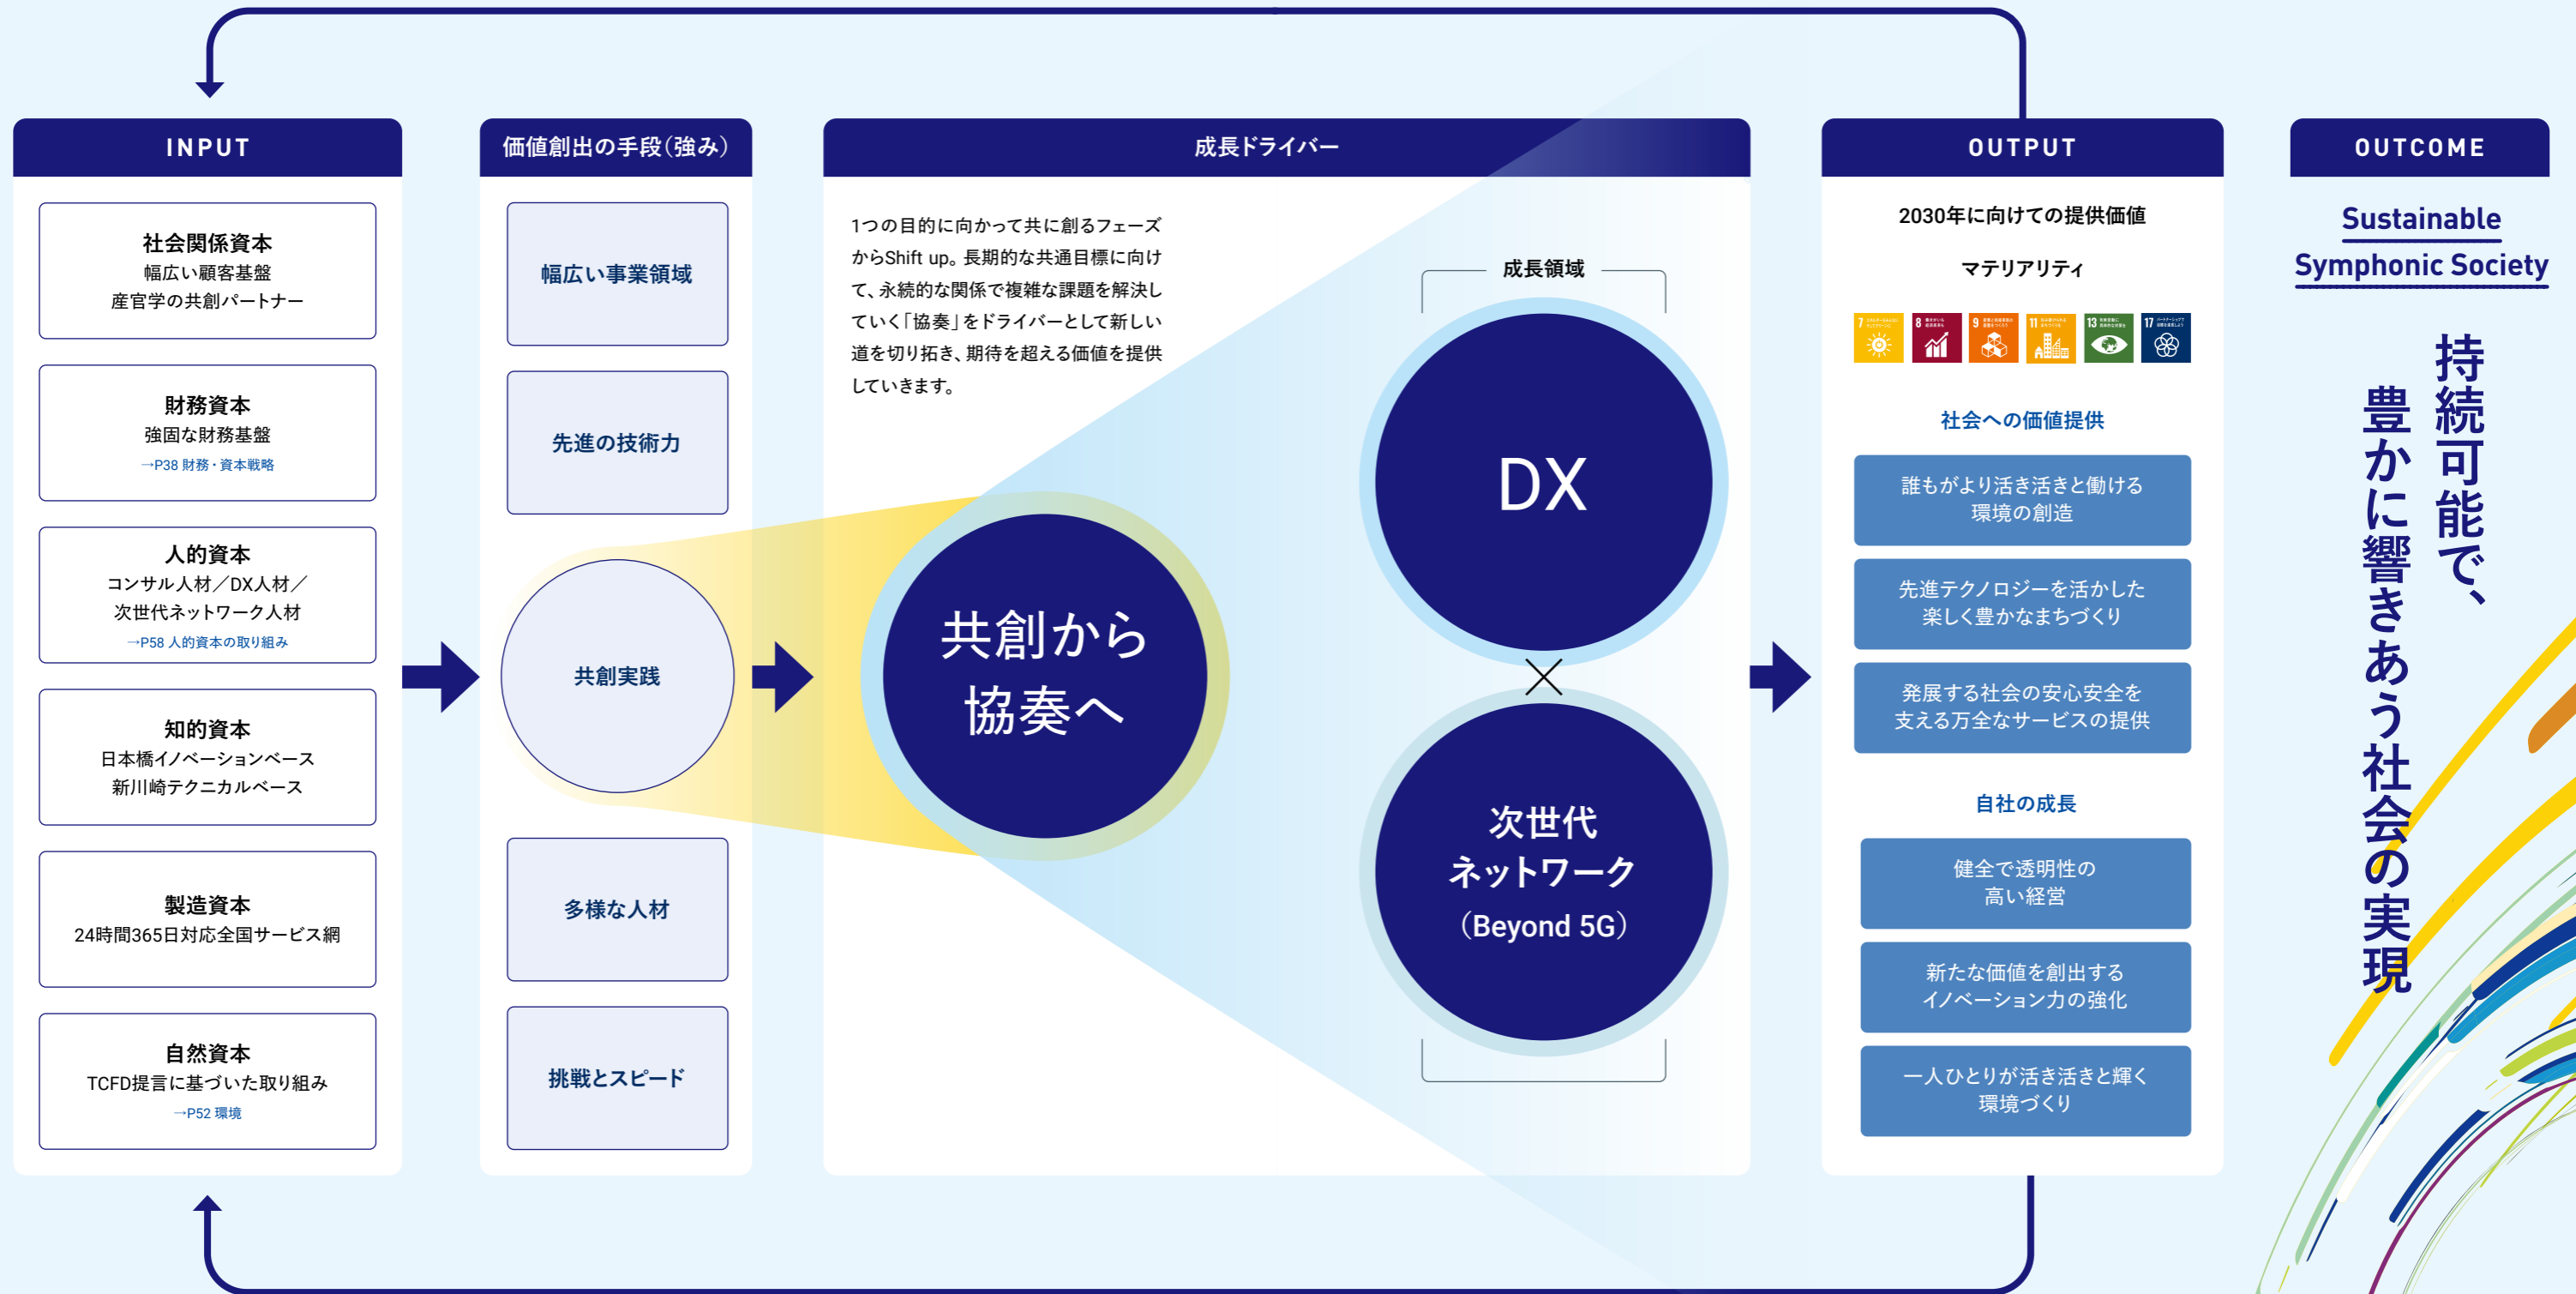 INPUT
社会関係資本
幅広い顧客基盤
産官学の共創パートナー
財務資本
強固な財務基盤
→P38 財務・資本戦略
人的資本
コンサル人材／DX人材／
次世代ネットワーク人材
→P58 人的資本の取り組み
知的資本
日本橋イノベーションベース
新川崎テクニカルベース
製造資本
24時間365日対応全国サービス網
自然資本
TCFD提言に基づいた取り組み
→P52 環境
価値創出の手段（強み）
幅広い事業領域
先進の技術力
共創実践
多様な人材
挑戦とスピード
成長ドライバー
1つの目的に向かって共に創るフェーズ
からShift up。長期的な共通目標に向け
て、永続的な関係で複雑な課題を解決し
ていく「協奏」をドライバーとして新しい
道を切り拓き、期待を超える価値を提供
していきます。
共創から
協奏へ
成長領域
DX
×
次世代
ネットワーク
（Beyond 5G）
OUTPUT
2030年に向けての提供価値
マテリアリティ
7
8
9
11
13
17
社会への価値提供
誰もがより活き活きと働ける
環境の創造
先進テクノロジーを活かした
楽しく豊かなまちづくり
発展する社会の安心安全を
支える万全なサービスの提供
自社の成長
健全で透明性の
高い経営
新たな価値を創出する
イノベーション力の強化
一人ひとりが活き活きと輝く
環境づくり
OUTCOME
Sustainable
Symphonic Society
持続可能で、
豊かに響きあう社会の実現